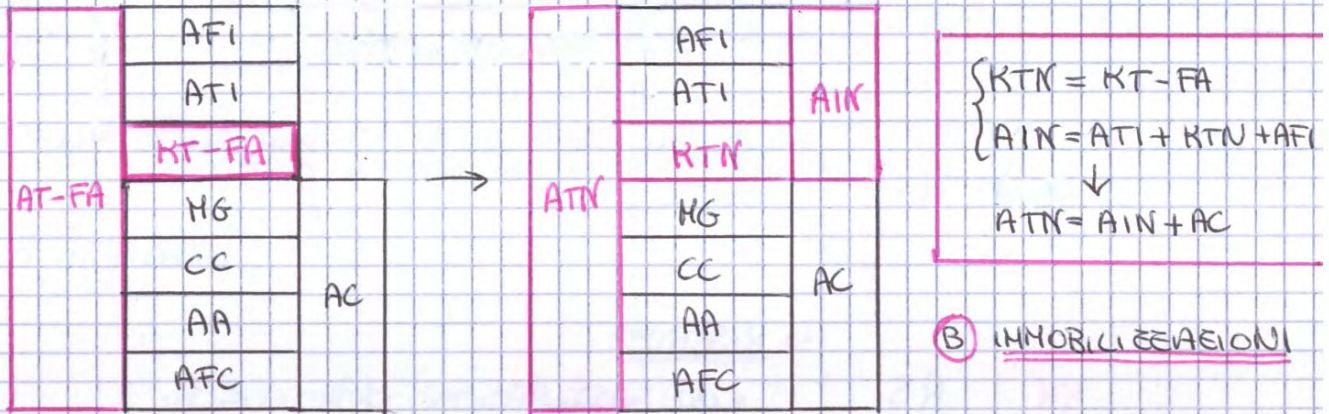 AT-FA
AFI
ATI
KT-FA
MG
CC
AA
AFC
AC
→
ATN
AFI
ATI
KTN
MG
CC
AA
AFC
AIN
AC
KTN = KT-FA
AIN = ATI + KTN + AFI
↓
ATN = AIN + AC
B IMMOBILIZZAZIONI